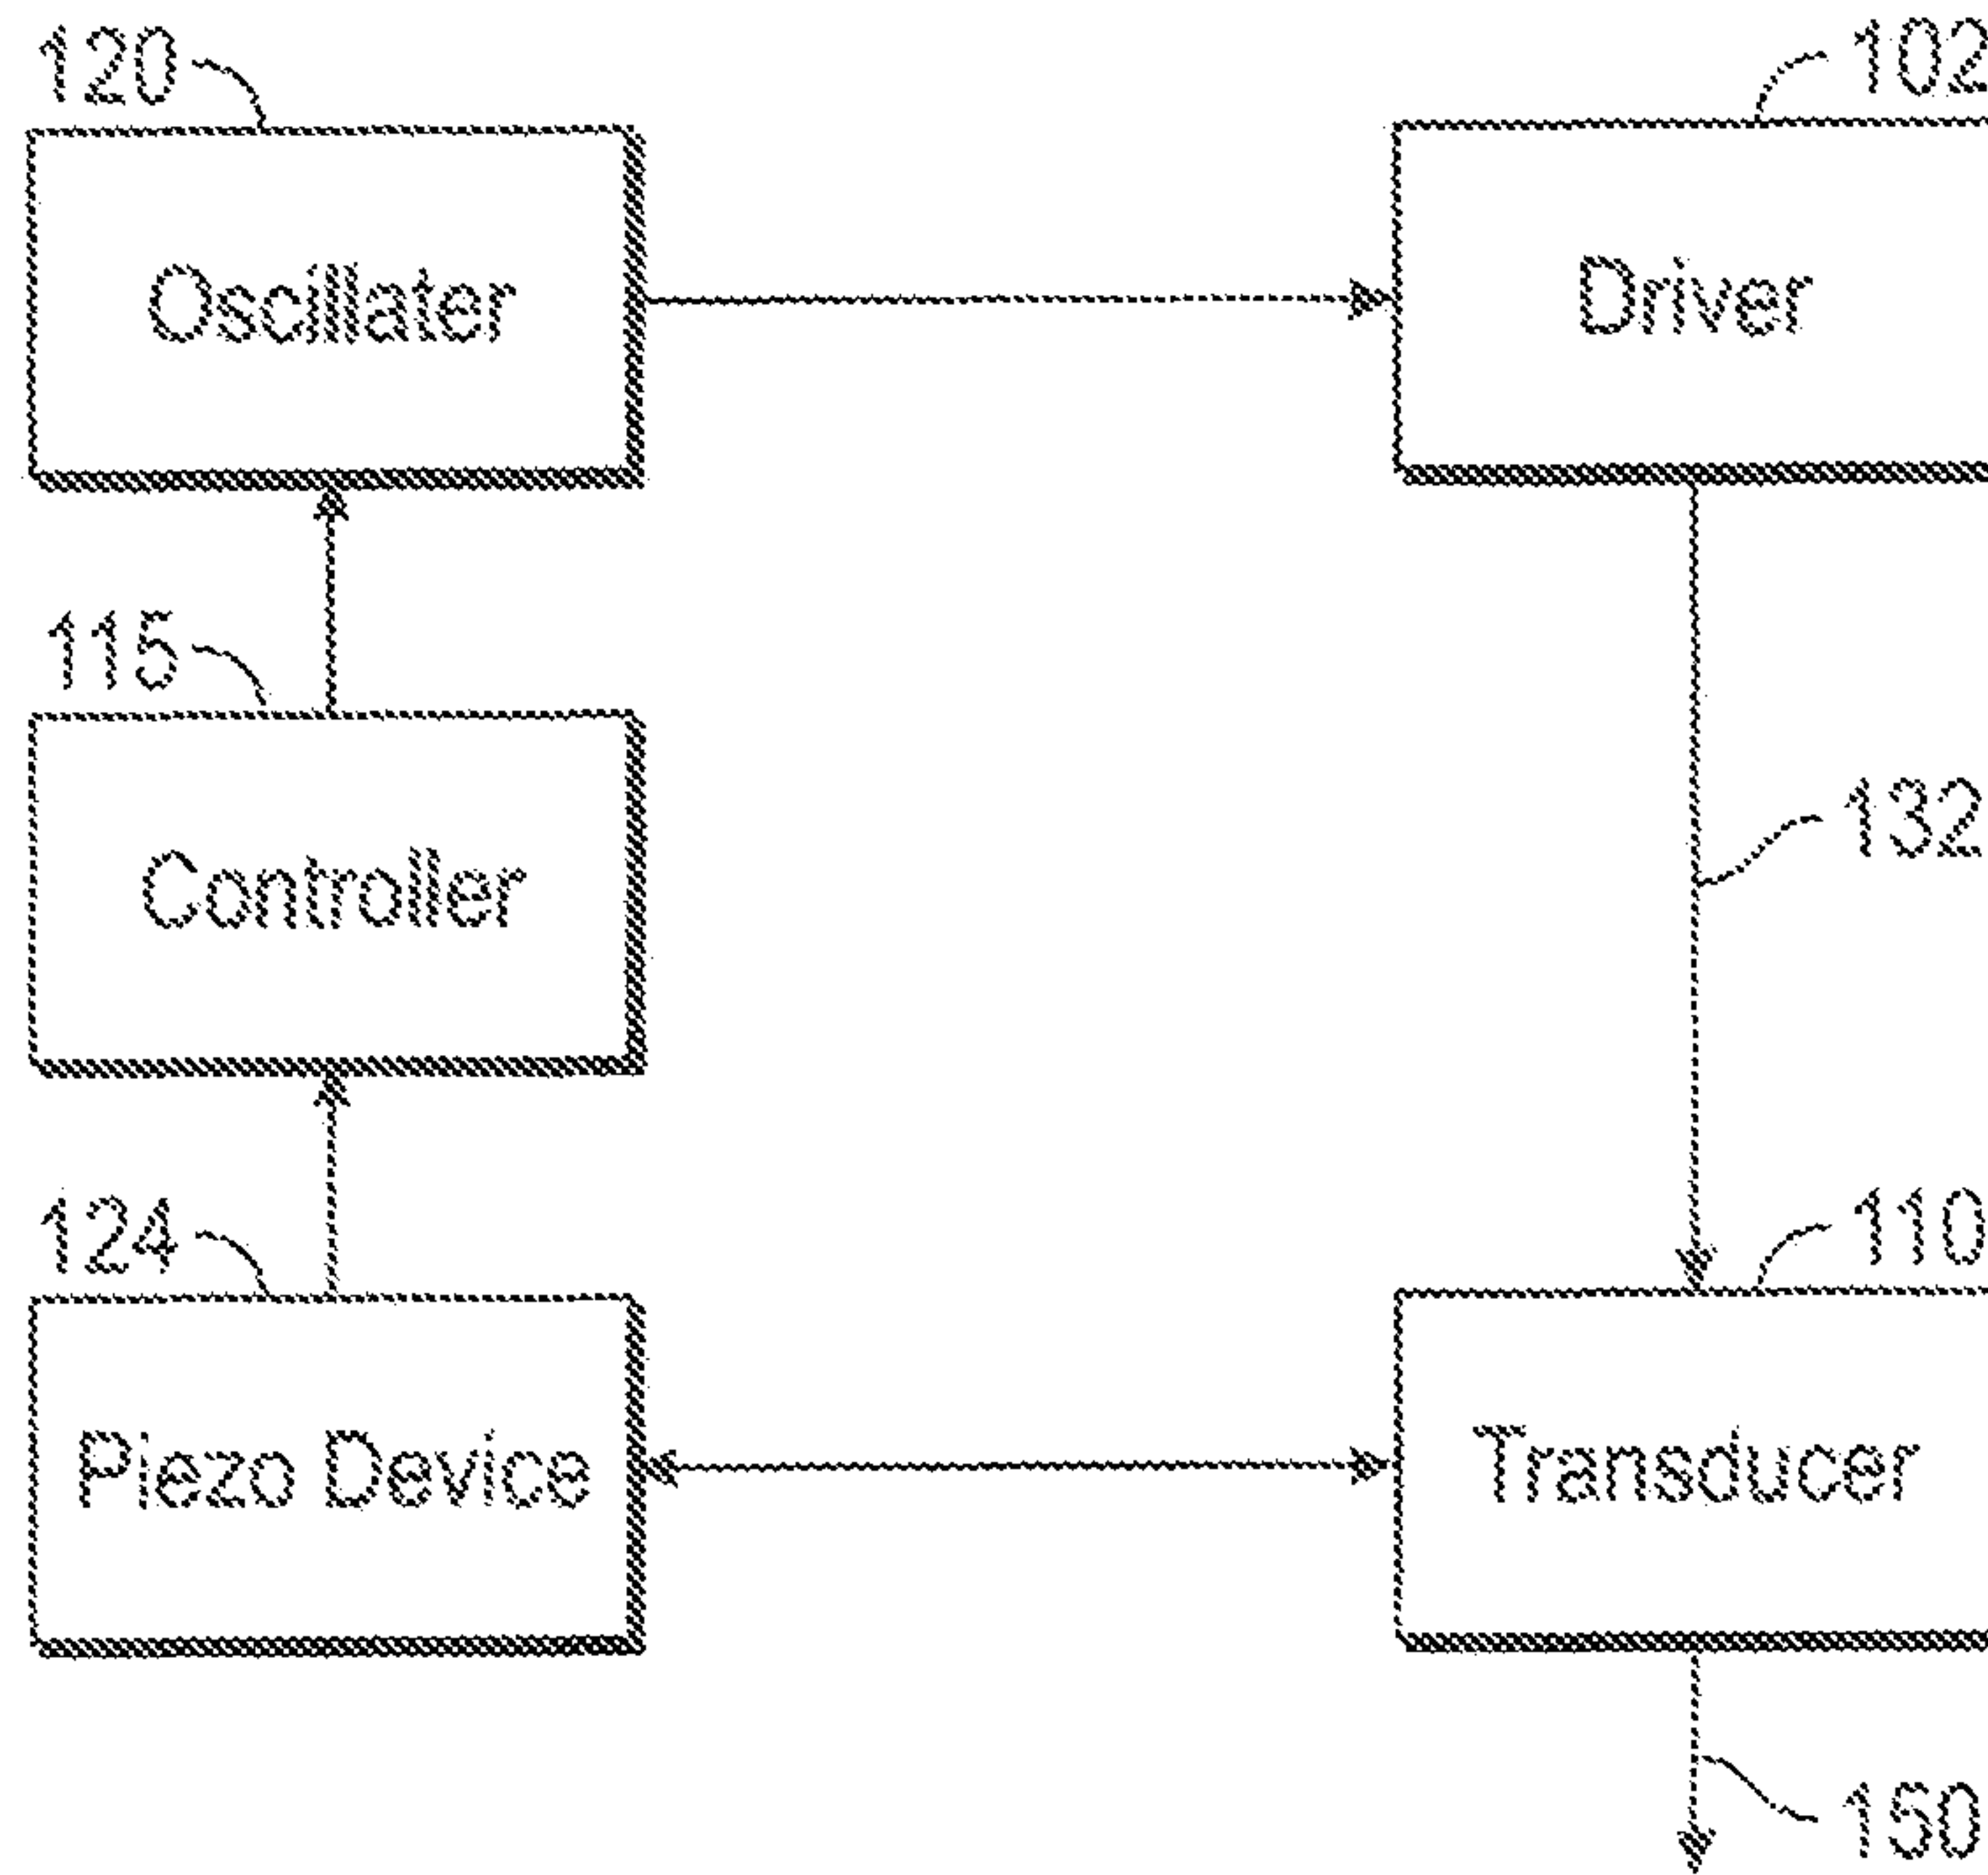 120
102
Oscillater
Driver
115
132
Controller
124
110
Piezo Device
Transducer
150